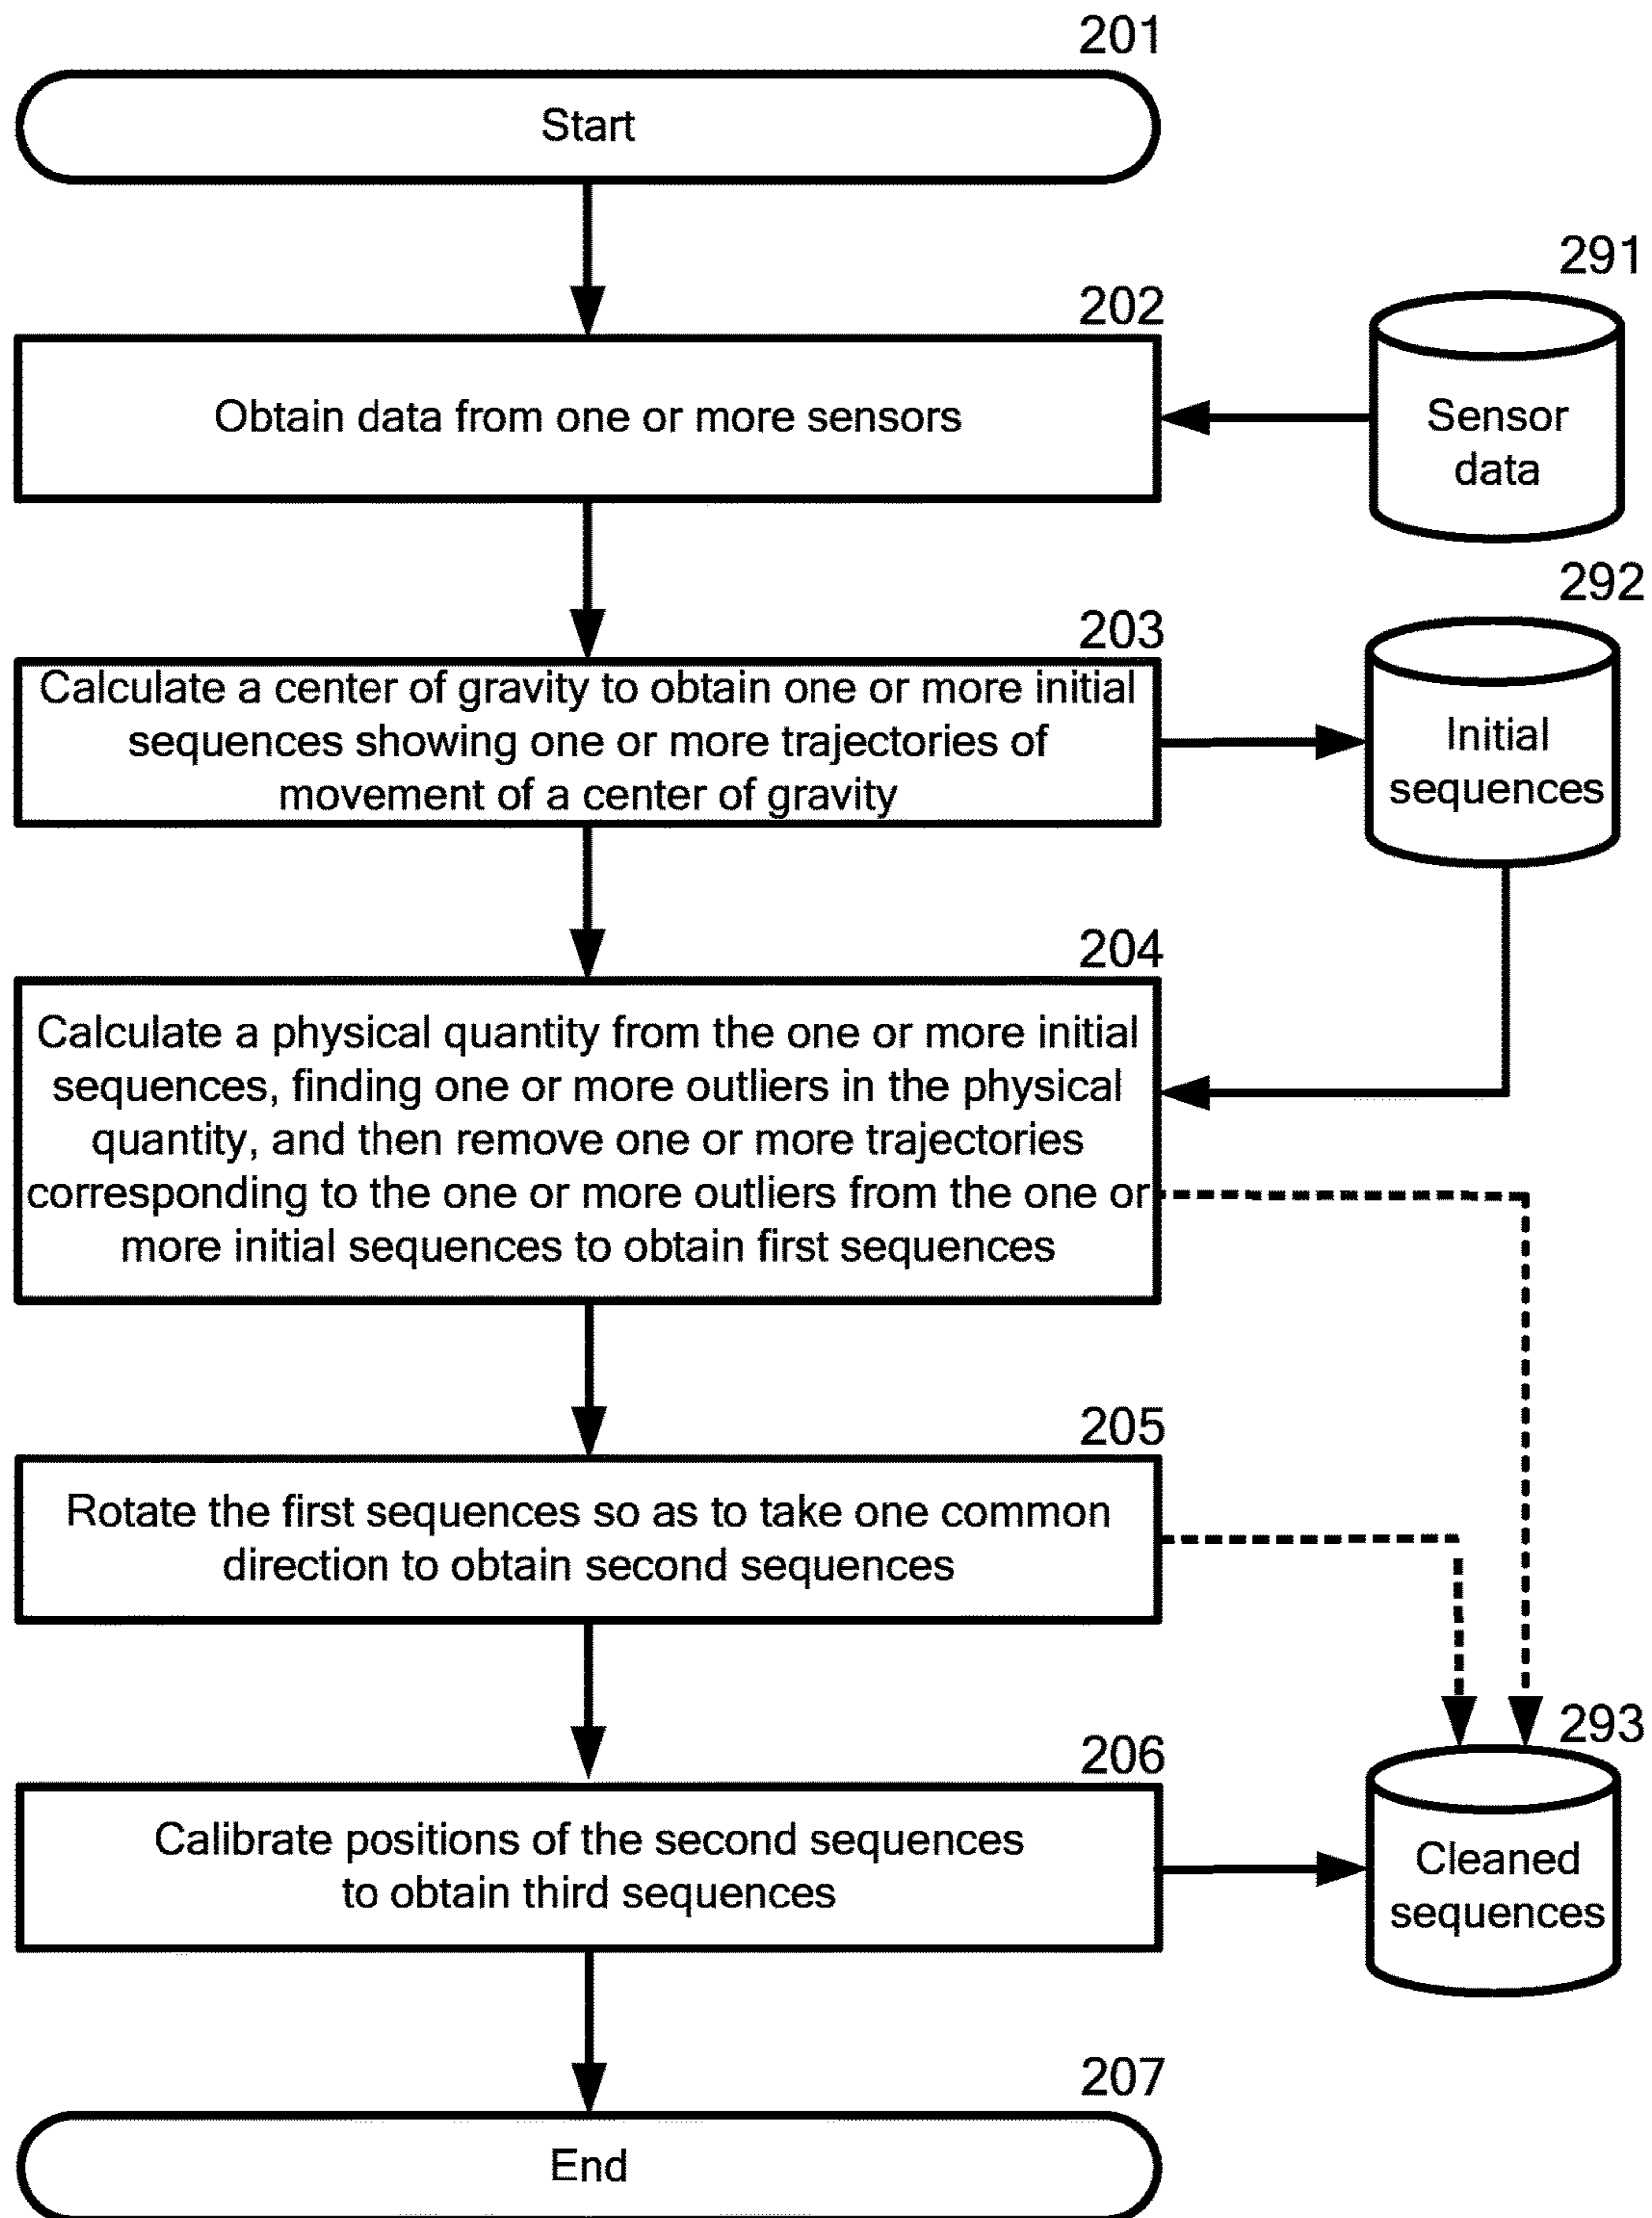 201
Start
291
202
Obtain data from one or more sensors
Sensor
data
292
203
Calculate a center of gravity to obtain one or more initial
sequences showing one or more trajectories of
movement of a center of gravity
Initial
sequences
204
Calculate a physical quantity from the one or more initial
sequences, finding one or more outliers in the physical
quantity, and then remove one or more trajectories
corresponding to the one or more outliers from the one or
more initial sequences to obtain first sequences
205
Rotate the first sequences so as to take one common
direction to obtain second sequences
293
206
Calibrate positions of the second sequences
to obtain third sequences
Cleaned
sequences
207
End